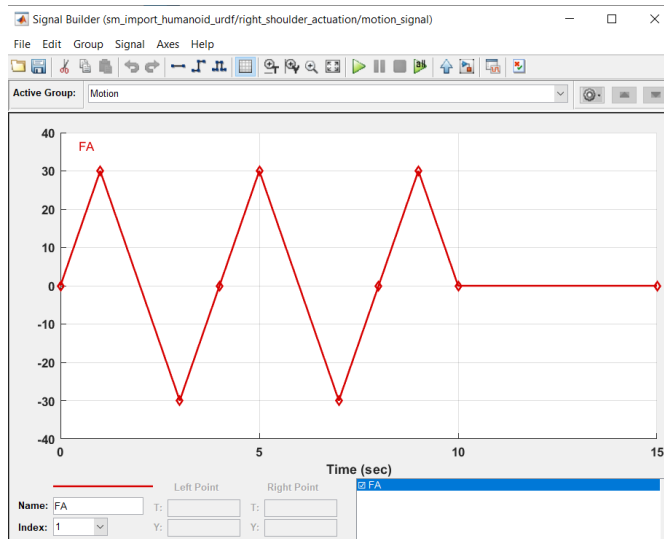 Signal Builder (sm_import_humanoid_urdf/right_shoulder_actuation/motion_signal)
File Edit Group Signal Axes Help
Active Group: Motion
FA
40
30
20
10
0
-10
-20
-30
-40
0 5 10 15
Time (sec)
Left Point Right Point
FA
Name: FA T: T:
Index: 1 Y: Y: